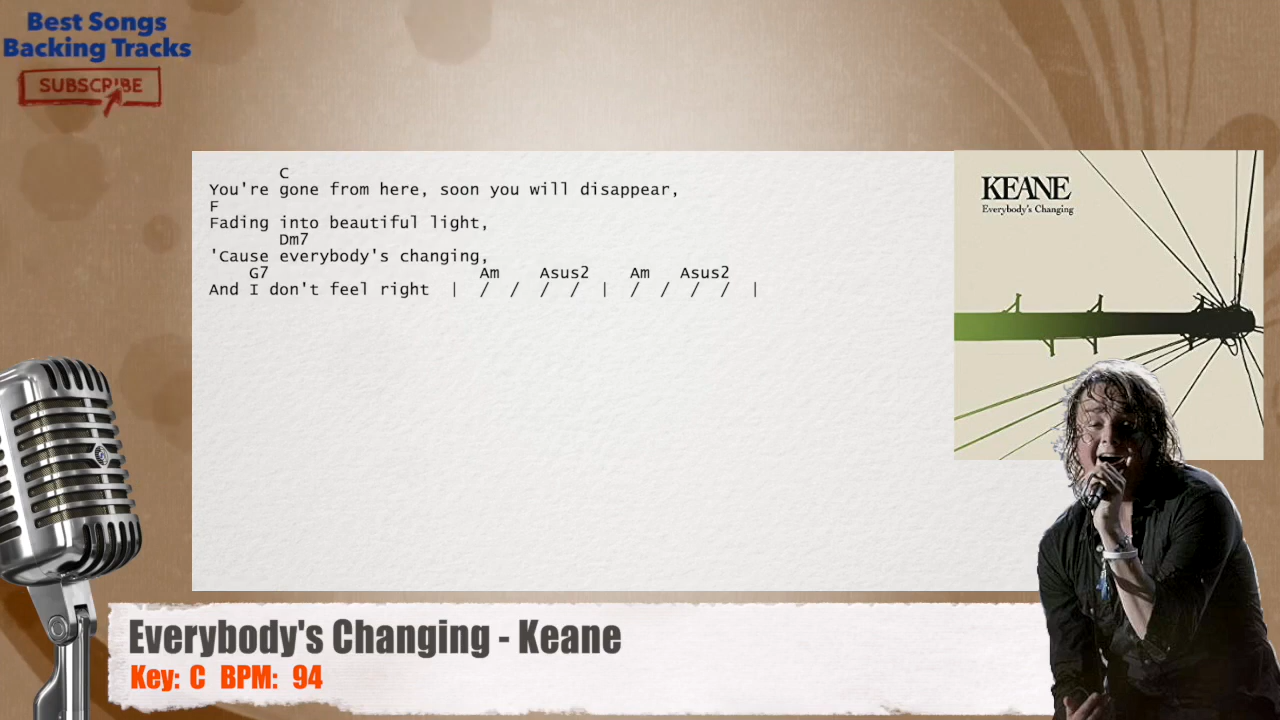 Best Songs
Backing Tracks
SUBSCRIBE
C
You're gone from here, soon you will disappear,
F
Fading into beautiful light,
Dm7
'Cause everybody's changing,
G7 Am Asus2 Am Asus2
And I don't feel right | / / / / | / / / / |
KEANE
Everybody's Changing
Everybody's Changing - Keane
Key: C BPM: 94